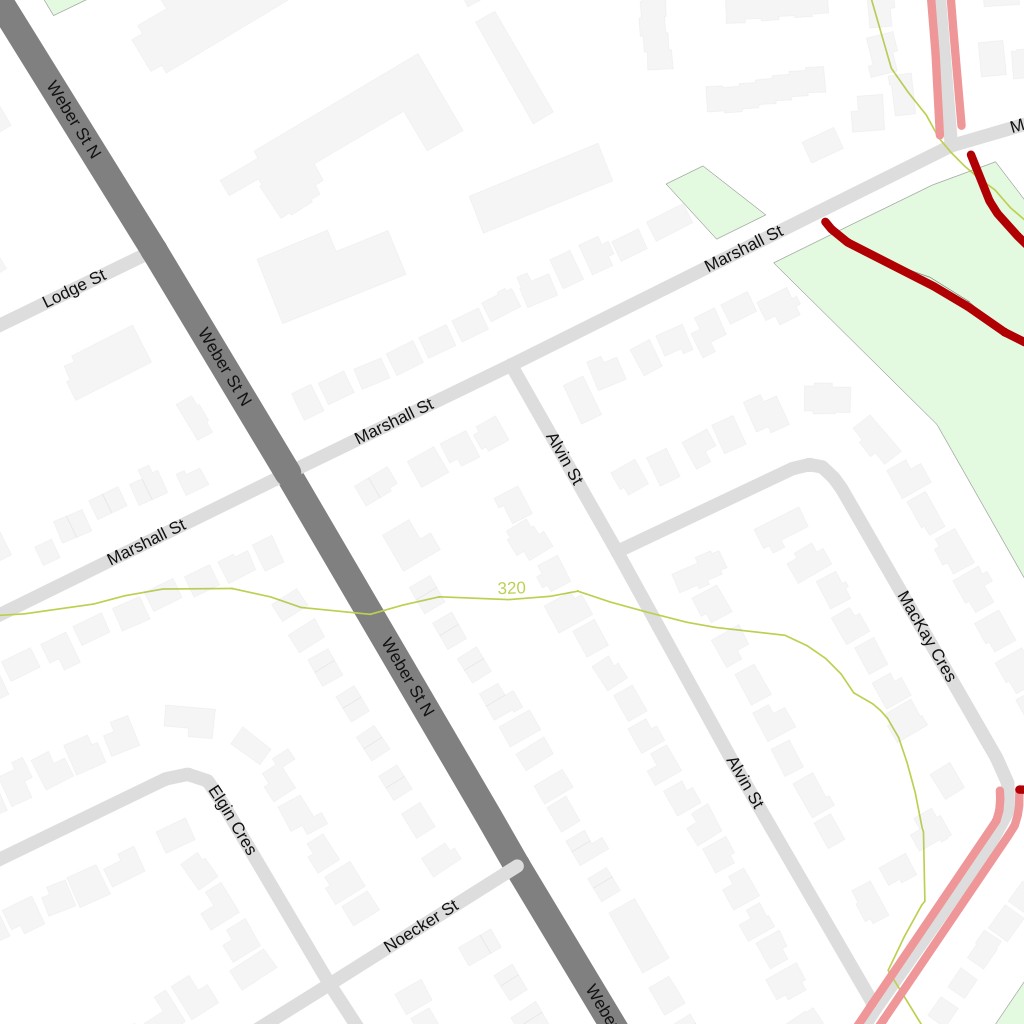 Weber St N
M
Marshall St
Lodge St
Weber St N
Marshall St
Alvin St
Marshall St
320
MacKay Cres
Weber St N
Alvin St
Elgin Cres
Noecker St
Weber